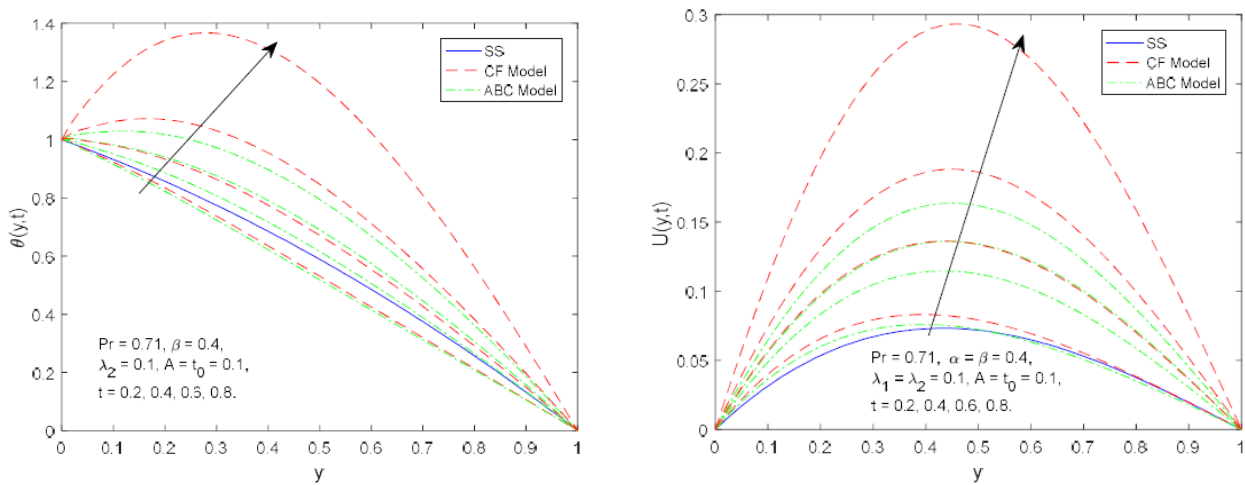 1.4
1.2
1
0.8
0.6
0.4
0.2
0
θ(y,t)
SS
CF Model
ABC Model
Pr = 0.71, β = 0.4,
λ2 = 0.1, A = t0 = 0.1,
t = 0.2, 0.4, 0.6, 0.8.
0 0.1 0.2 0.3 0.4 0.5 0.6 0.7 0.8 0.9 1
y
0.3
0.25
0.2
0.15
0.1
0.05
0
U(y,t)
SS
CF Model
ABC Model
Pr = 0.71, α = β = 0.4,
λ1 = λ2 = 0.1, A = t0 = 0.1,
t = 0.2, 0.4, 0.6, 0.8.
0 0.1 0.2 0.3 0.4 0.5 0.6 0.7 0.8 0.9 1
y